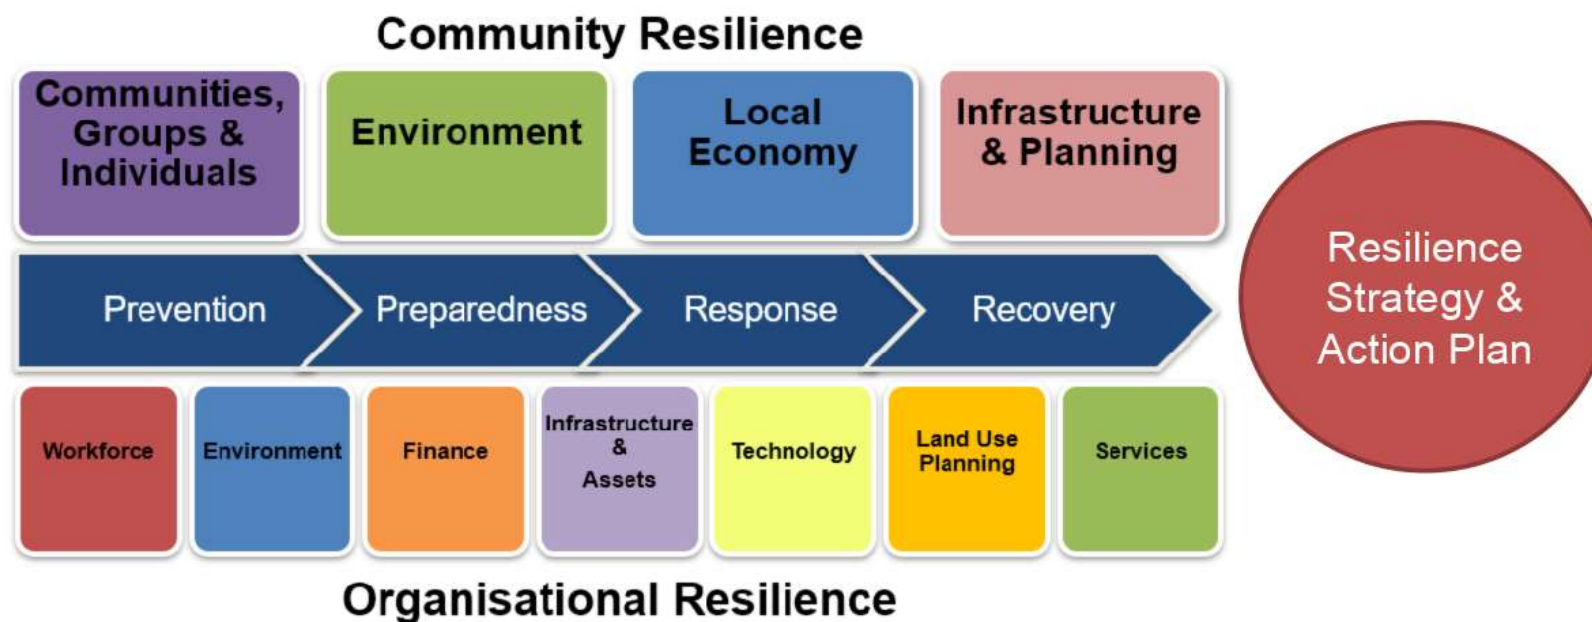 Community Resilience
Communities,
Groups &
Individuals
Environment
Local
Economy
Infrastructure
& Planning
Prevention
Preparedness
Response
Recovery
Resilience
Strategy &
Action Plan
Workforce
Environment
Finance
Infrastructure
&
Assets
Technology
Land Use
Planning
Services
Organisational Resilience